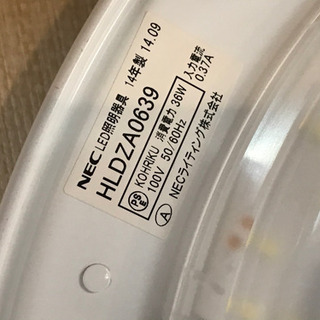 NEC LED照明器具 14年製 14.09
HLDZA0639 入力電流
0.37A
PSE KOHRIKU 消費電力 36W
100V 50/60Hz
A NECライティング株式会社